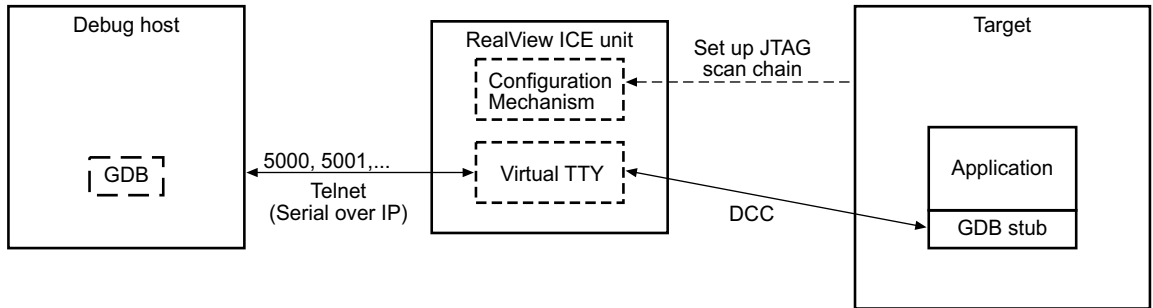 Debug host
GDB
5000, 5001,...
Telnet
(Serial over IP)
RealView ICE unit
Configuration
Mechanism
Virtual TTY
Set up JTAG
scan chain
DCC
Target
Application
GDB stub